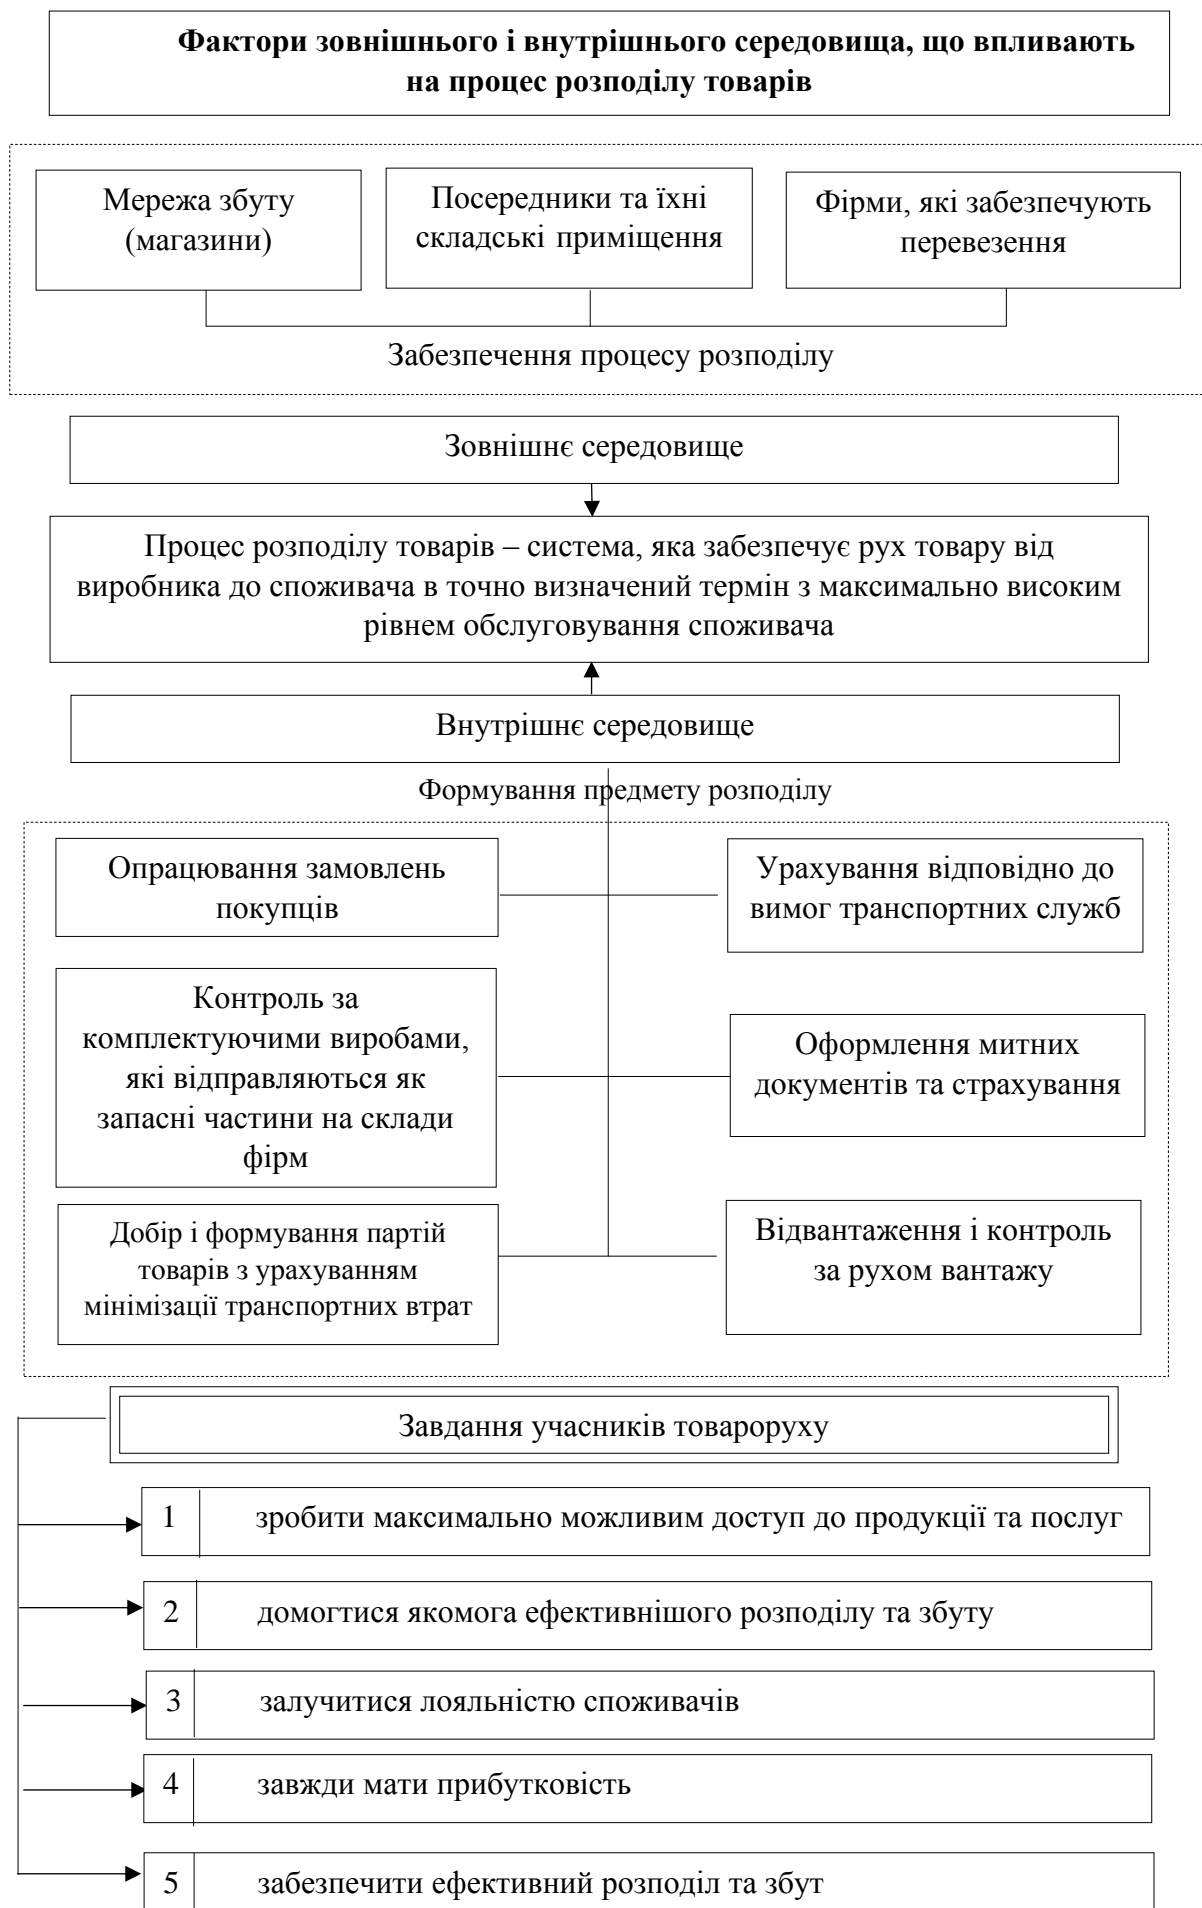 Фактори зовнішнього і внутрішнього середовища, що впливають
на процес розподілу товарів
Мережа збуту
(магазини)
Посередники та їхні
складські приміщення
Фірми, які забезпечують
перевезення
Забезпечення процесу розподілу
Зовнішнє середовище
Процес розподілу товарів – система, яка забезпечує рух товару від
виробника до споживача в точно визначений термін з максимально високим
рівнем обслуговування споживача
Внутрішнє середовище
Формування предмету розподілу
Опрацювання замовлень
покупців
Урахування відповідно до
вимог транспортних служб
Контроль за
комплектуючими виробами,
які відправляються як
запасні частини на склади
фірм
Оформлення митних
документів та страхування
Добір і формування партій
товарів з урахуванням
мінімізації транспортних втрат
Відвантаження і контроль
за рухом вантажу
Завдання учасників товароруху
1 зробити максимально можливим доступ до продукції та послуг
2 домогтися якомога ефективнішого розподілу та збуту
3 залучитися лояльністю споживачів
4 завжди мати прибутковість
5 забезпечити ефективний розподіл та збут